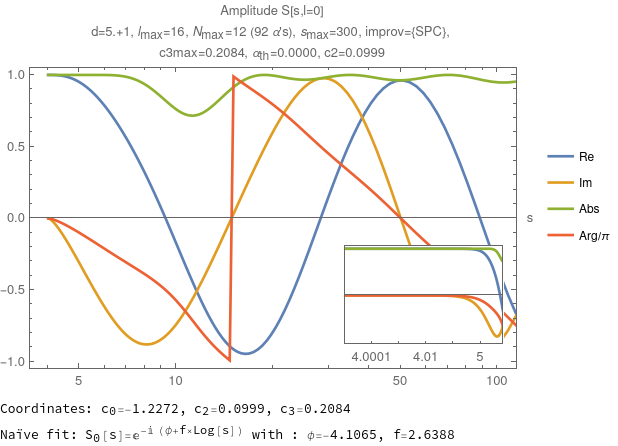 Amplitude S[s,l=0]
d=5.+1, lmax=16, Nmax=12 (92 α's), smax=300, improv={SPC},
c3max=0.2084, αth=0.0000, c2=0.0999
1.0
0.5
0.0
-0.5
-1.0
5
10
50
100
s
Re
Im
Abs
Arg/π
4.0001
4.01
5
Coordinates: c0=-1.2272, c2=0.0999, c3=0.2084
Naïve fit: S0[s]=e^-i (ϕ+f×Log[s]) with : ϕ=-4.1065, f=2.6388